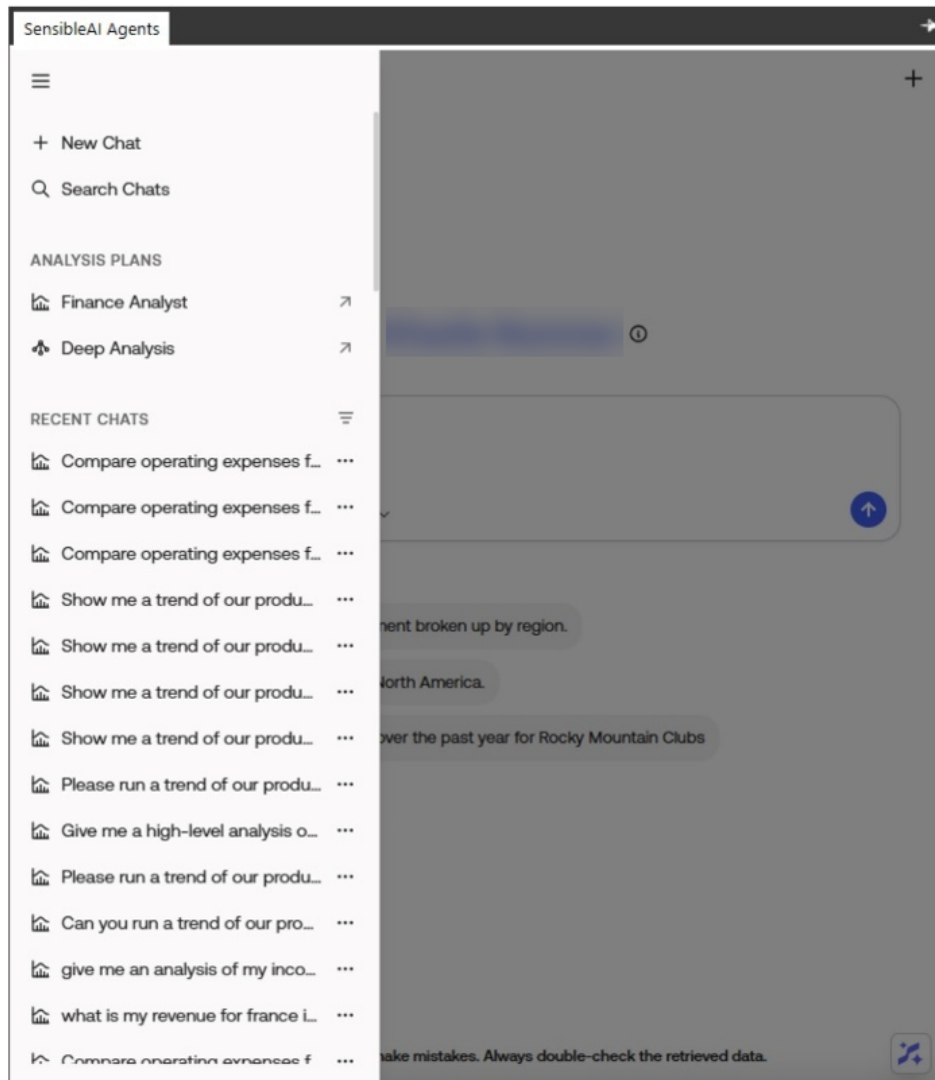 SensibleAI Agents
New Chat
Search Chats
ANALYSIS PLANS
Finance Analyst
Deep Analysis
RECENT CHATS
Compare operating expenses f...
Compare operating expenses f...
Compare operating expenses f...
Show me a trend of our produ...
Show me a trend of our produ...
Show me a trend of our produ...
Show me a trend of our produ...
Please run a trend of our produ...
Give me a high-level analysis o...
Please run a trend of our produ...
Can you run a trend of our pro...
give me an analysis of my inco...
what is my revenue for france i...
Compare operating expenses f...
broken up by region.
North America.
over the past year for Rocky Mountain Clubs
make mistakes. Always double-check the retrieved data.